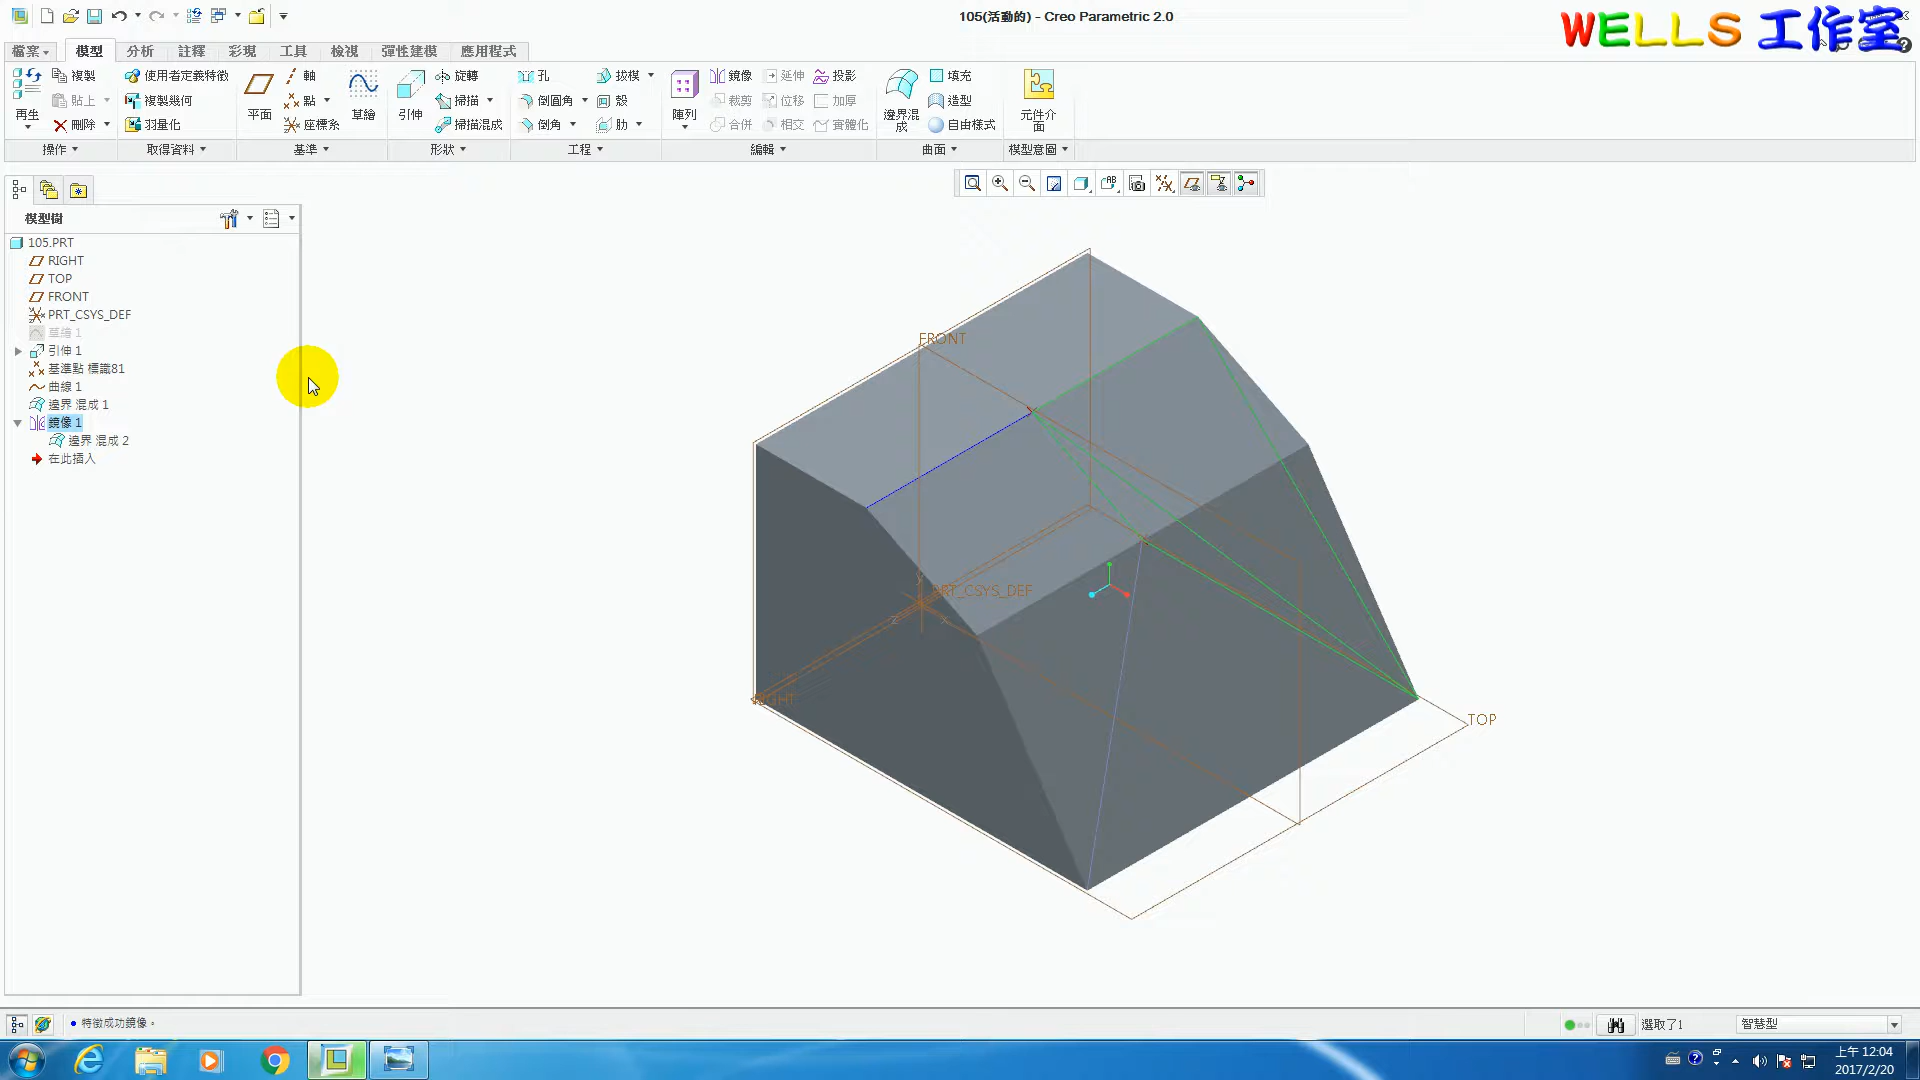 105(活動的) - Creo Parametric 2.0
WELLS 工作室
檔案 模型 分析 註釋 彩現 工具 檢視 彈性建模 應用程式
再生
複製
貼上
刪除
使用者定義特徵
複製幾何
羽量化
平面
軸
點
座標系
草繪
引伸
旋轉
掃描
掃描混成
孔
倒圓角
倒角
拔模
殼
肋
陣列
鏡像
裁剪
合併
延伸
位移
相交
投影
加厚
實體化
邊界混成
填充
造型
自由樣式
元件介面
操作 取得資料 基準 形狀 工程 編輯 曲面 模型意圖
模型樹
105.PRT
RIGHT
TOP
FRONT
PRT_CSYS_DEF
草繪 1
引伸 1
基準點 標識81
曲線 1
邊界 混成 1
鏡像 1
邊界 混成 2
在此插入
FRONT
PRT_CSYS_DEF
RIGHT
TOP
特徵成功鏡像。
選取了1
智慧型
上午 12:04
2017/2/20